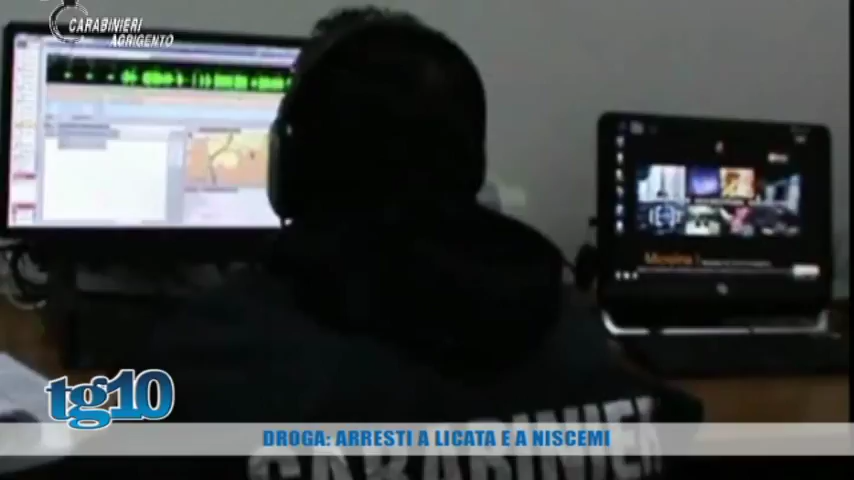 CARABINIERI
AGRIGENTO
tg10
DROGA: ARRESTI A LICATA E A NISCEMI
CARABINIERI